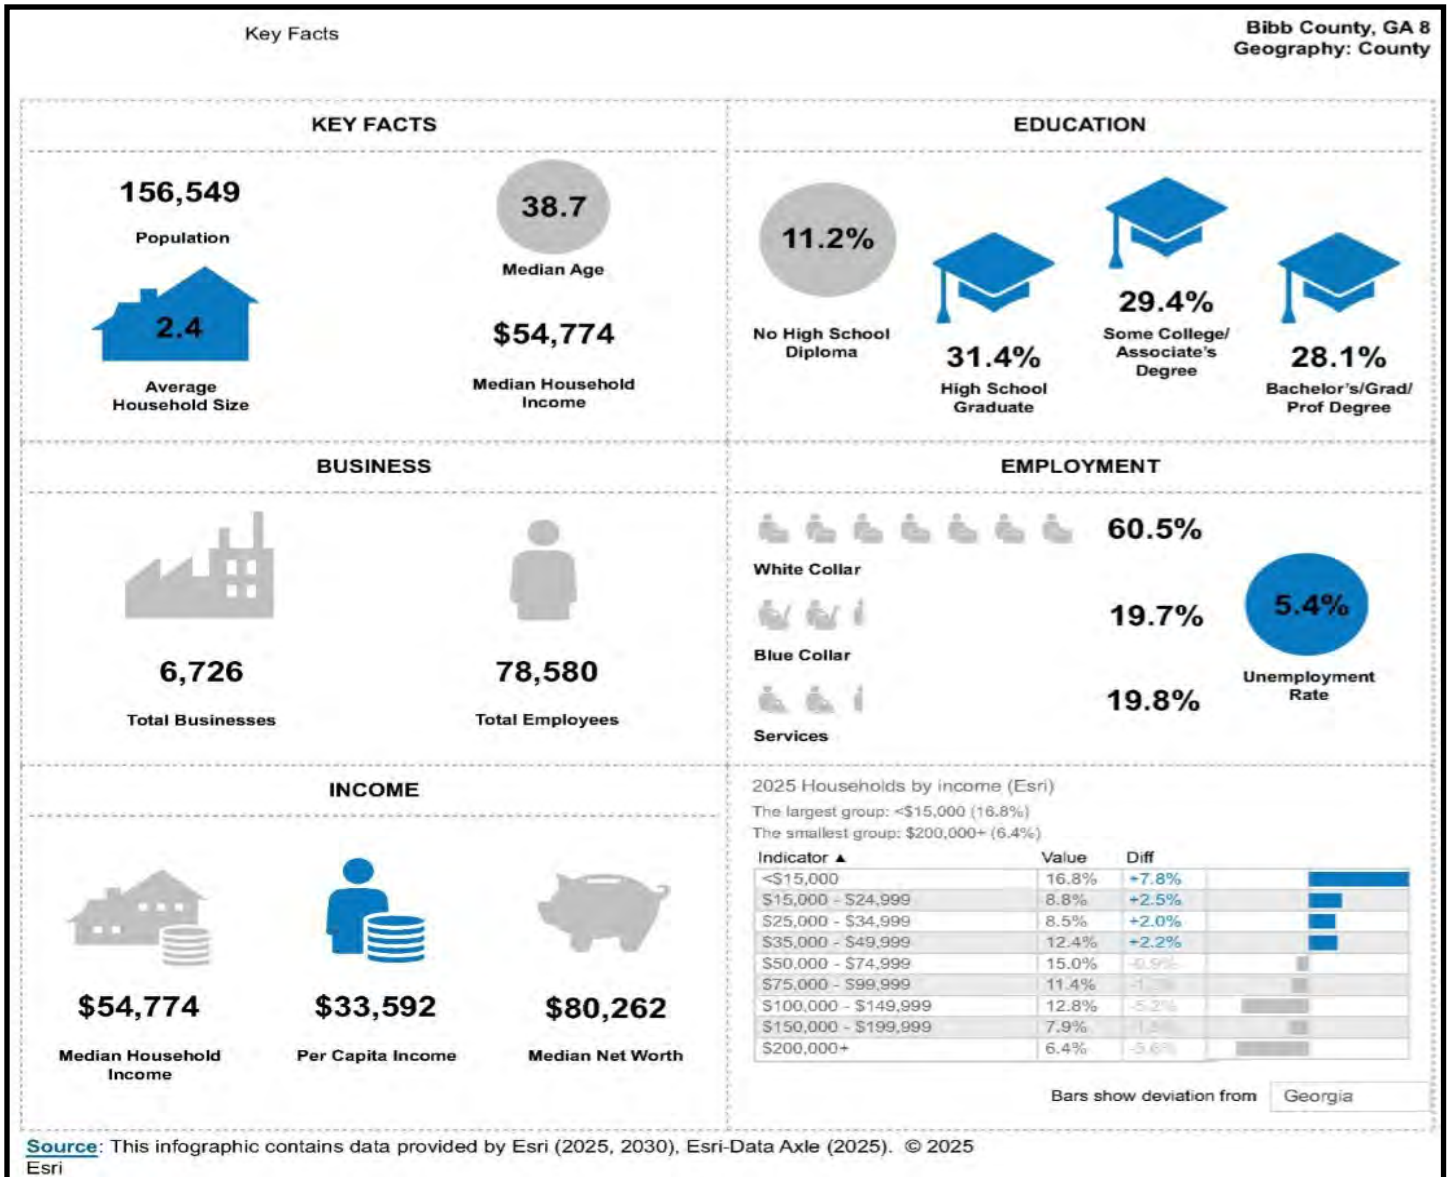 Key Facts
Bibb County, GA 8
Geography: County
KEY FACTS
156,549
Population
38.7
Median Age
2.4
Average
Household Size
$54,774
Median Household
Income
EDUCATION
11.2%
No High School
Diploma
31.4%
High School
Graduate
29.4%
Some College/
Associate's
Degree
28.1%
Bachelor's/Grad/
Prof Degree
BUSINESS
6,726
Total Businesses
78,580
Total Employees
EMPLOYMENT
60.5%
White Collar
19.7%
Blue Collar
19.8%
Services
5.4%
Unemployment
Rate
INCOME
$54,774
Median Household
Income
$33,592
Per Capita Income
$80,262
Median Net Worth
2025 Households by income (Esri)
The largest group: <$15,000 (16.8%)
The smallest group: $200,000+ (6.4%)
Indicator ▲ Value Diff
<$15,000 16.8% +7.8%
$15,000 - $24,999 8.8% +2.5%
$25,000 - $34,999 8.5% +2.0%
$35,000 - $49,999 12.4% +2.2%
$50,000 - $74,999 15.0% -0.9%
$75,000 - $99,999 11.4%
$100,000 - $149,999 12.8% -5.2%
$150,000 - $199,999 7.9%
$200,000+ 6.4% -5.6%
Bars show deviation from Georgia
Source: This infographic contains data provided by Esri (2025, 2030), Esri-Data Axle (2025). © 2025
Esri